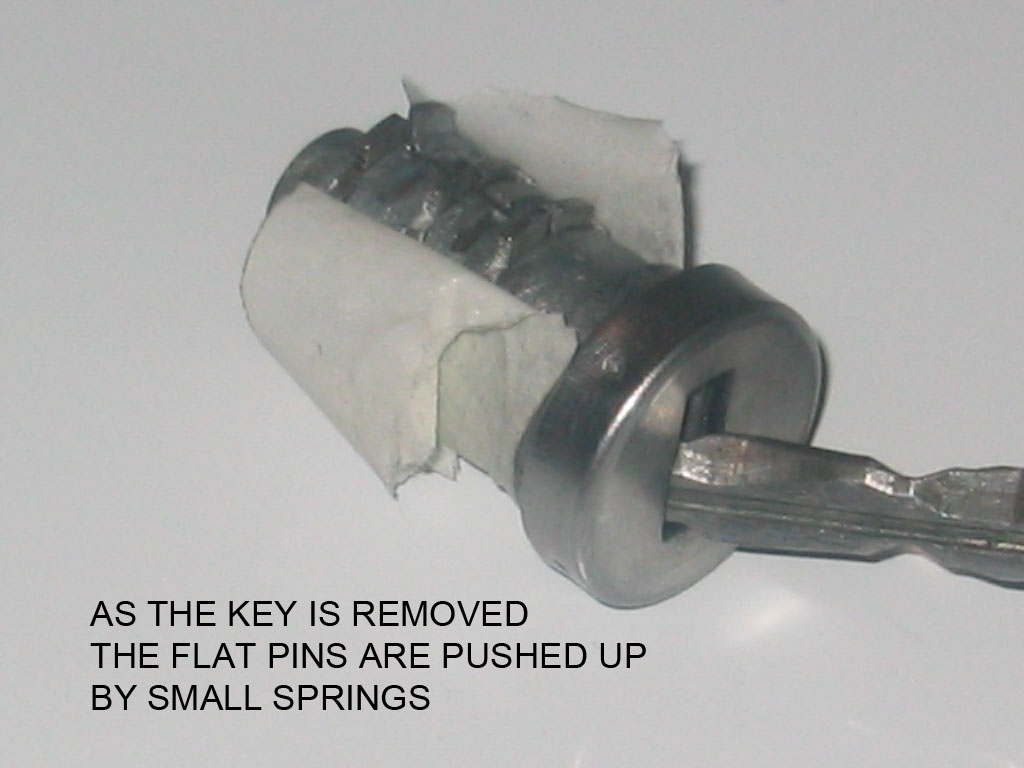 AS THE KEY IS REMOVED
THE FLAT PINS ARE PUSHED UP
BY SMALL SPRINGS